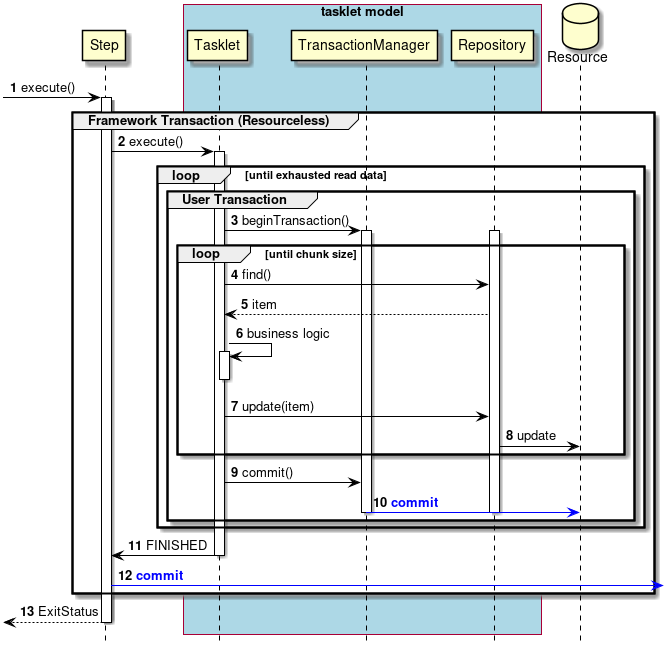 tasklet model
Step
Tasklet
TransactionManager
Repository
Resource
1 execute()
Framework Transaction (Resourceless)
2 execute()
loop [until exhausted read data]
User Transaction
3 beginTransaction()
loop [until chunk size]
4 find()
5 item
6 business logic
7 update(item)
8 update
9 commit()
10 commit
11 FINISHED
12 commit
13 ExitStatus